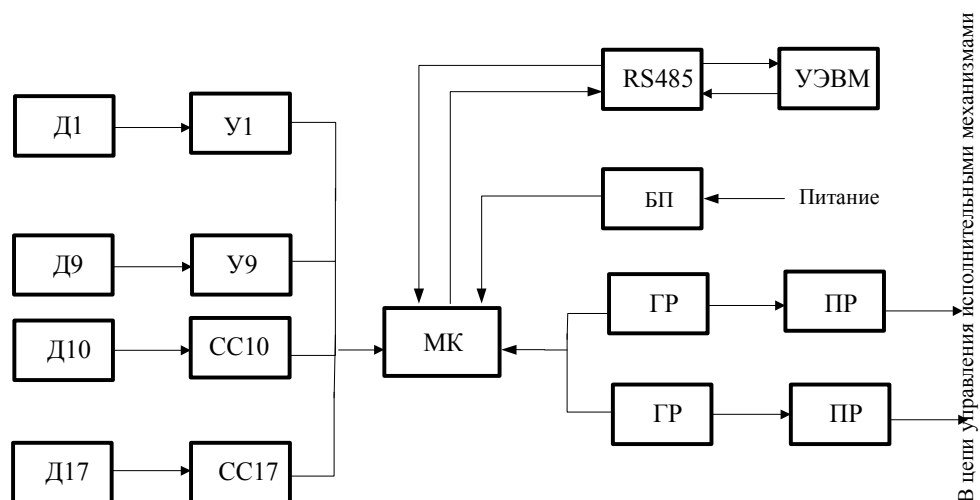 RS485
УЭВМ
Д1
У1
БП
Питание
Д9
У9
ГР
ПР
Д10
СС10
МК
ГР
ПР
Д17
СС17
В цепи управления исполнительными механизмами